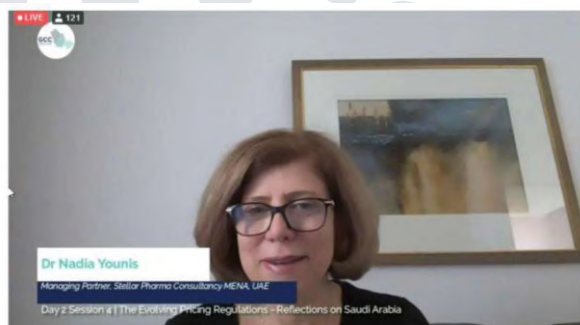 LIVE 121
GCC
Dr Nadia Younis
Managing Partner, Stellar Pharma Consultancy MENA, UAE
Day 2 Session 4 | The Evolving Pricing Regulations - Reflections on Saudi Arabia